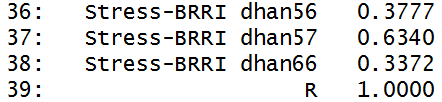 36: Stress-BRRI dhan56 0.3777
37: Stress-BRRI dhan57 0.6340
38: Stress-BRRI dhan66 0.3372
39: R 1.0000